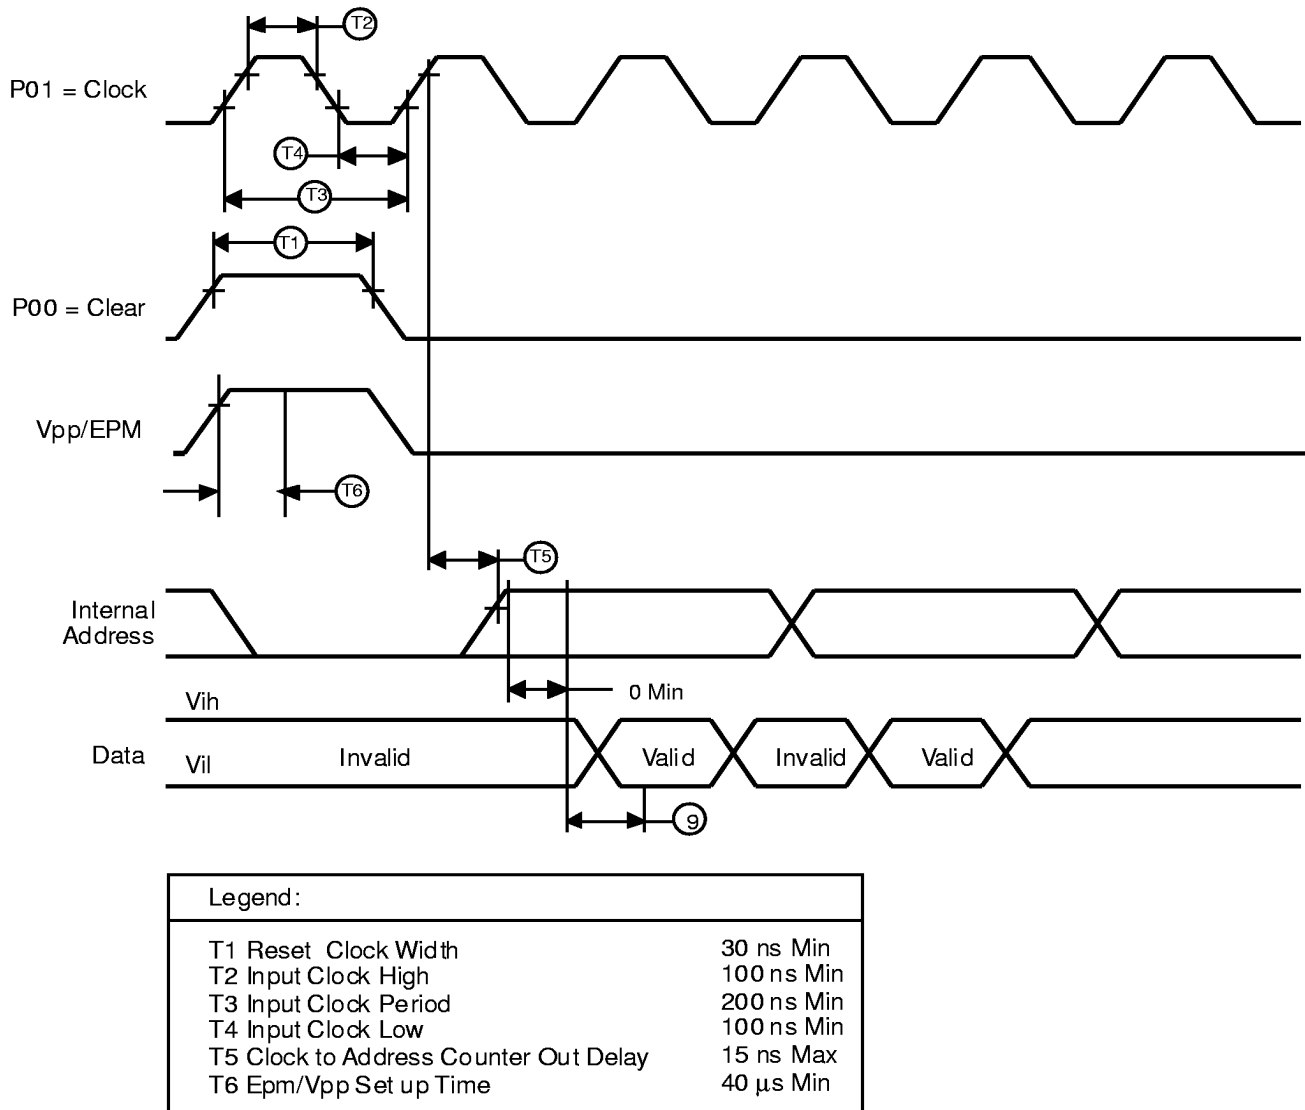 T2
P01 = Clock
T4
T3
T1
P00 = Clear
Vpp/EPM
T6
T5
Internal
Address
0 Min
Vih
Data
Vil
Invalid
Valid
Invalid
Valid
9
Legend:
T1 Reset Clock Width 30 ns Min
T2 Input Clock High 100 ns Min
T3 Input Clock Period 200 ns Min
T4 Input Clock Low 100 ns Min
T5 Clock to Address Counter Out Delay 15 ns Max
T6 Epm/Vpp Set up Time 40 µs Min